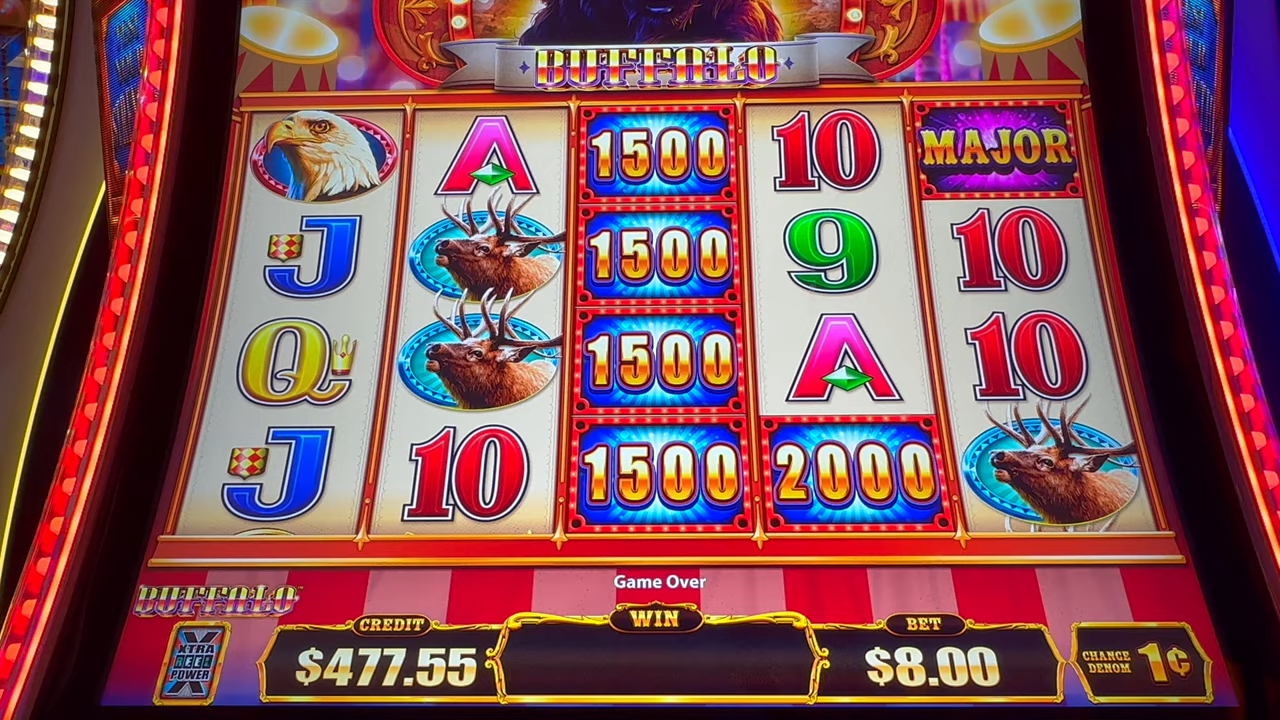 BUFFALO
A 1500 10 MAJOR
J 1500 9 10
Q 1500 A 10
J 10 1500 2000
Game Over
BUFFALO
XTRA REEL POWER X
CREDIT WIN BET
$477.55 $8.00 CHANGE DENOM 1¢